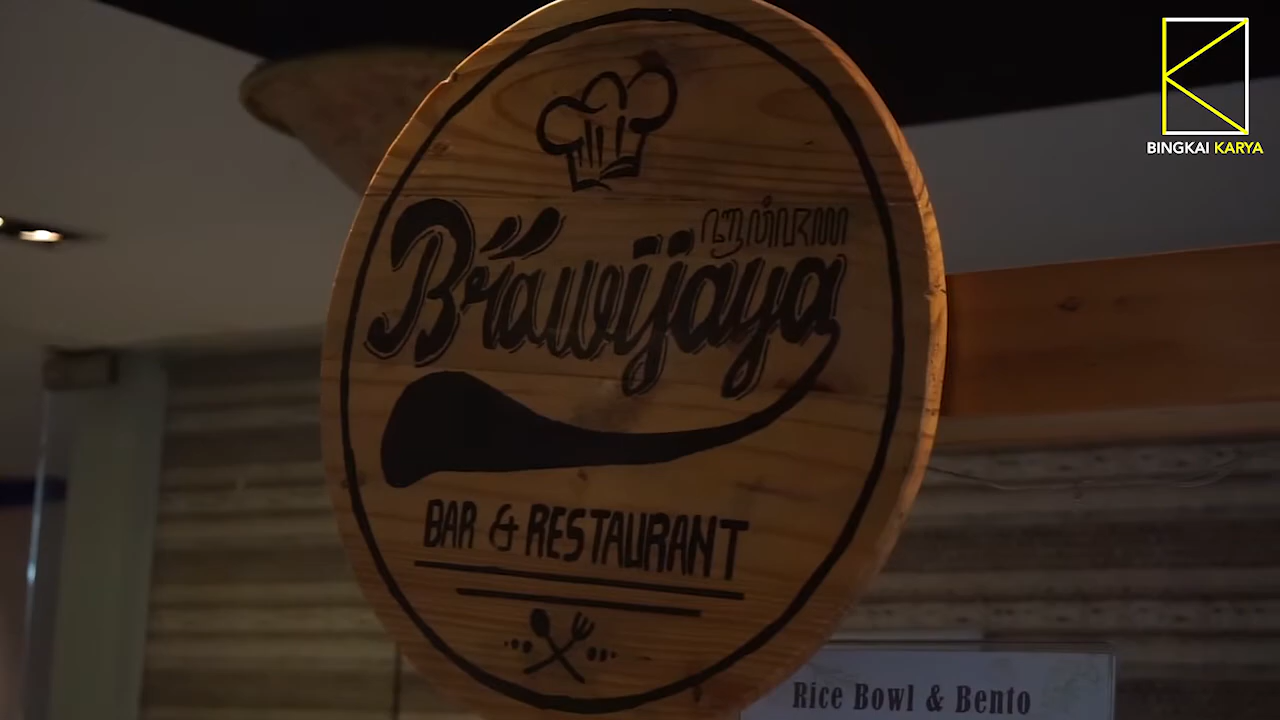 BINGKAI KARYA
Brawijaya
BAR & RESTAURANT
Rice Bowl & Bento